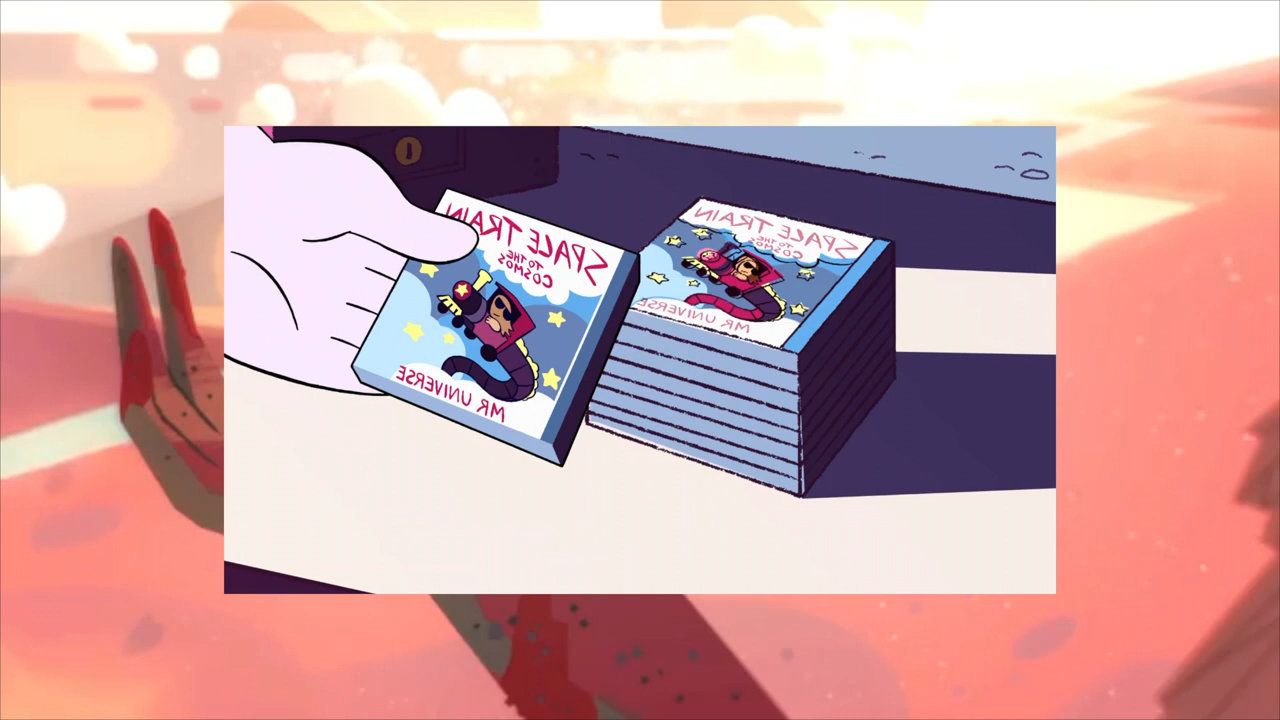 SPACE TRAIN
TO THE
COSMOS
MR UNIVERSE
SPACE TRAIN
TO THE
COSMOS
MR UNIVERSE